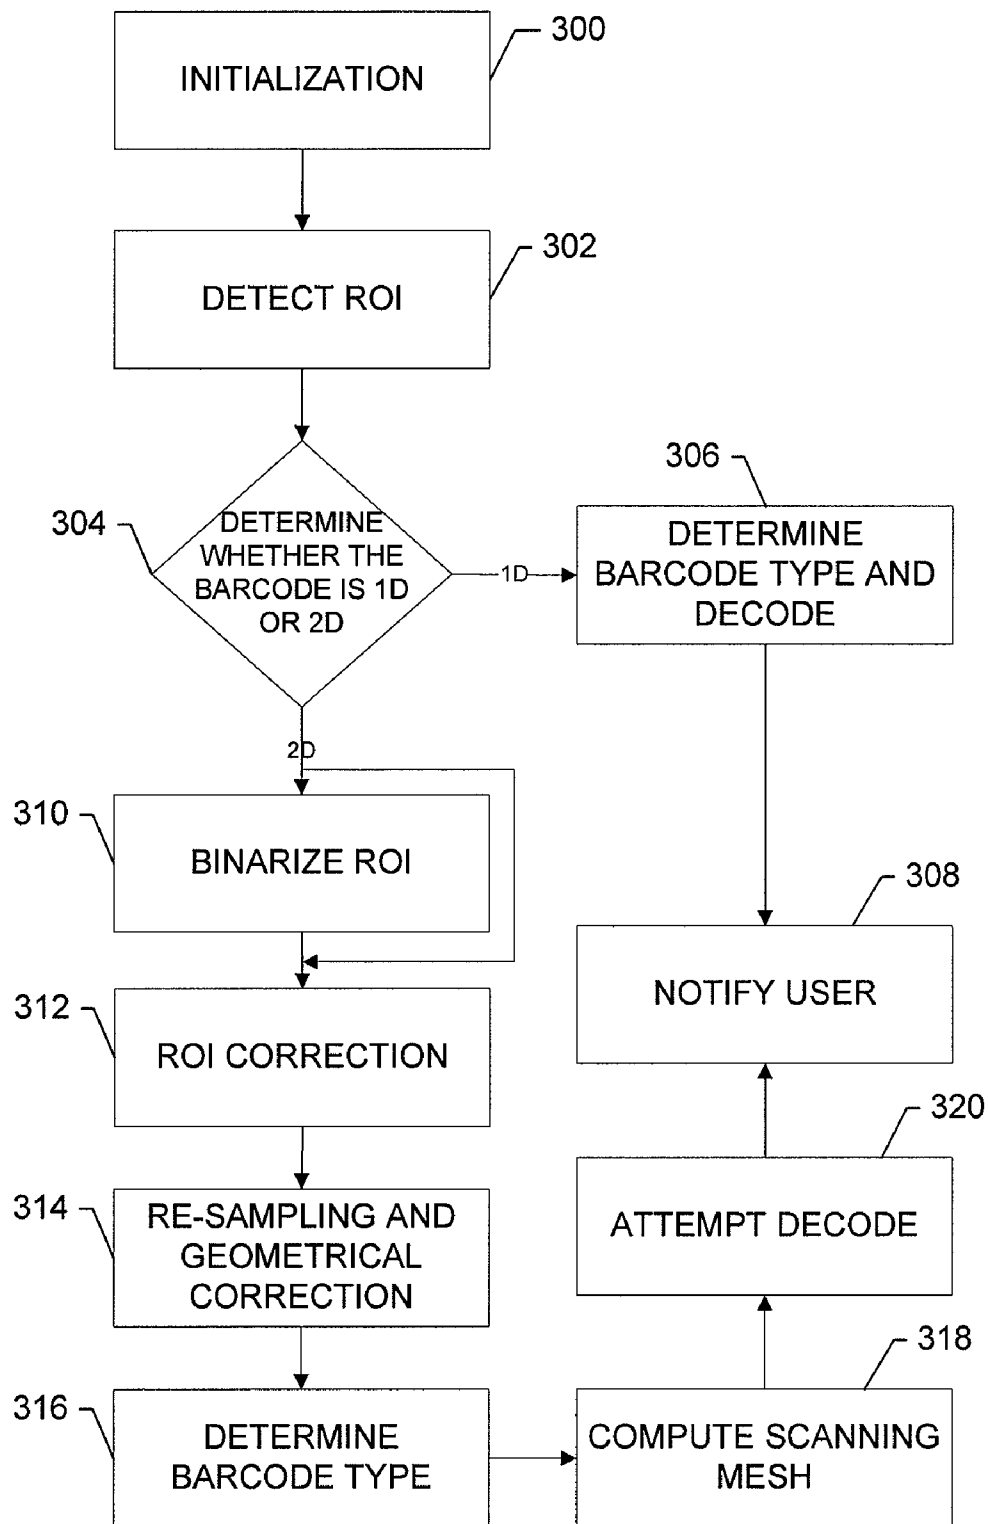 300
INITIALIZATION
302
DETECT ROI
304
DETERMINE
WHETHER THE
BARCODE IS 1D
OR 2D
1D
306
DETERMINE
BARCODE TYPE AND
DECODE
2D
310
BINARIZE ROI
308
NOTIFY USER
312
ROI CORRECTION
320
ATTEMPT DECODE
314
RE-SAMPLING AND
GEOMETRICAL
CORRECTION
316
DETERMINE
BARCODE TYPE
318
COMPUTE SCANNING
MESH